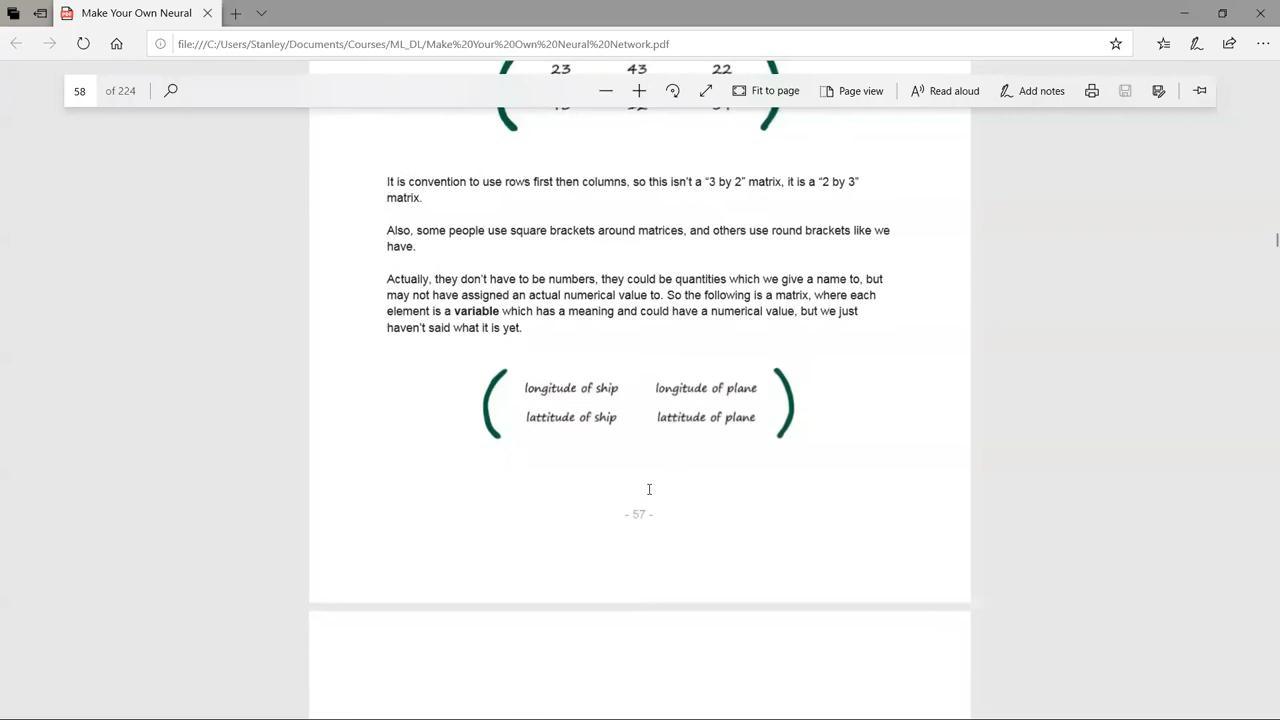 Make Your Own Neural
file:///C:/Users/Stanley/Documents/Courses/ML_DL/Make%20Your%20Own%20Neural%20Network.pdf
23 43 22
58 of 224 Fit to page Page view Read aloud Add notes
It is convention to use rows first then columns, so this isn’t a “3 by 2” matrix, it is a “2 by 3”
matrix.
Also, some people use square brackets around matrices, and others use round brackets like we
have.
Actually, they don’t have to be numbers, they could be quantities which we give a name to, but
may not have assigned an actual numerical value to. So the following is a matrix, where each
element is a variable which has a meaning and could have a numerical value, but we just
haven’t said what it is yet.
longitude of ship longitude of plane
lattitude of ship lattitude of plane
- 57 -